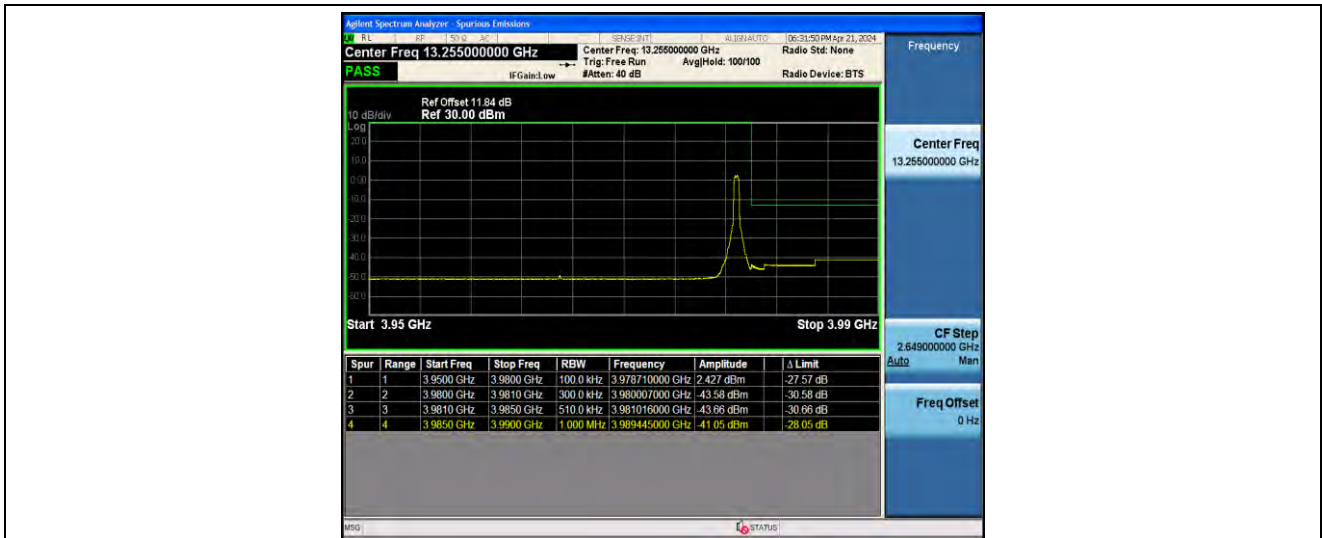 Agilent Spectrum Analyzer - Spurious Emissions
RL RF 50 Ω AC SENSE:INT ALIGN AUTO 06:31:50 PM Apr 21, 2024
Center Freq 13.255000000 GHz
Center Freq: 13.255000000 GHz
Radio Std: None
Trig: Free Run Avg|Hold: 100/100
PASS
IFGain:Low
#Atten: 40 dB
Radio Device: BTS
Ref Offset 11.84 dB
10 dB/div Ref 30.00 dBm
Log
20.0
10.0
0.00
-10.0
-20.0
-30.0
-40.0
-50.0
-60.0
Start 3.95 GHz Stop 3.99 GHz
Spur Range Start Freq Stop Freq RBW Frequency Amplitude Δ Limit
1 1 3.9500 GHz 3.9800 GHz 100.0 kHz 3.978710000 GHz 2.427 dBm -27.57 dB
2 2 3.9800 GHz 3.9810 GHz 300.0 kHz 3.980007000 GHz -43.58 dBm -30.58 dB
3 3 3.9810 GHz 3.9850 GHz 510.0 kHz 3.981016000 GHz -43.66 dBm -30.66 dB
4 4 3.9850 GHz 3.9900 GHz 1.000 MHz 3.989445000 GHz -41.05 dBm -28.05 dB
MSG STATUS
Frequency
Center Freq
13.255000000 GHz
CF Step
2.649000000 GHz
Auto Man
Freq Offset
0 Hz